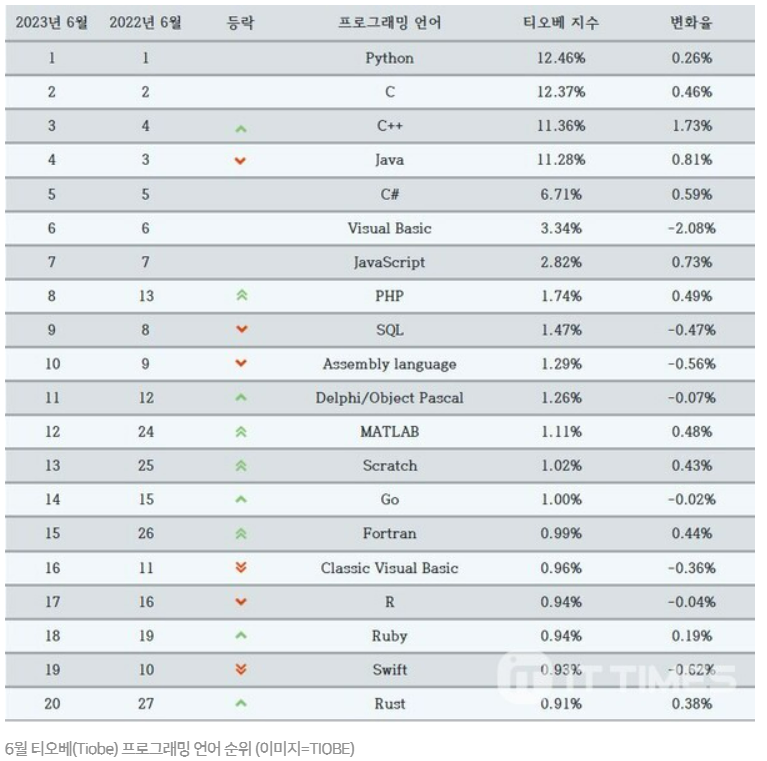 2023년 6월 2022년 6월 등락 프로그래밍 언어 티오베 지수 변화율
1 1 Python 12.46% 0.26%
2 2 C 12.37% 0.46%
3 4 C++ 11.36% 1.73%
4 3 Java 11.28% 0.81%
5 5 C# 6.71% 0.59%
6 6 Visual Basic 3.34% -2.08%
7 7 JavaScript 2.82% 0.73%
8 13 PHP 1.74% 0.49%
9 8 SQL 1.47% -0.47%
10 9 Assembly language 1.29% -0.56%
11 12 Delphi/Object Pascal 1.26% -0.07%
12 24 MATLAB 1.11% 0.48%
13 25 Scratch 1.02% 0.43%
14 15 Go 1.00% -0.02%
15 26 Fortran 0.99% 0.44%
16 11 Classic Visual Basic 0.96% -0.36%
17 16 R 0.94% -0.04%
18 19 Ruby 0.94% 0.19%
19 10 Swift 0.93% -0.62%
IT TIMES
20 27 Rust 0.91% 0.38%
6월 티오베(Tiobe) 프로그래밍 언어 순위 (이미지=TIOBE)